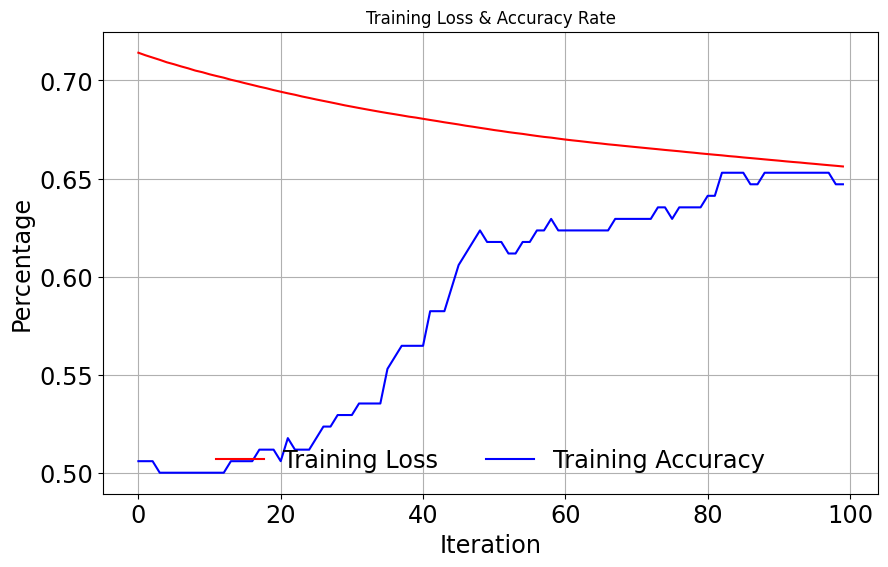 Training Loss & Accuracy Rate
0.70
0.65
0.60
0.55
0.50
Percentage
Training Loss
Training Accuracy
0 20 40 60 80 100
Iteration